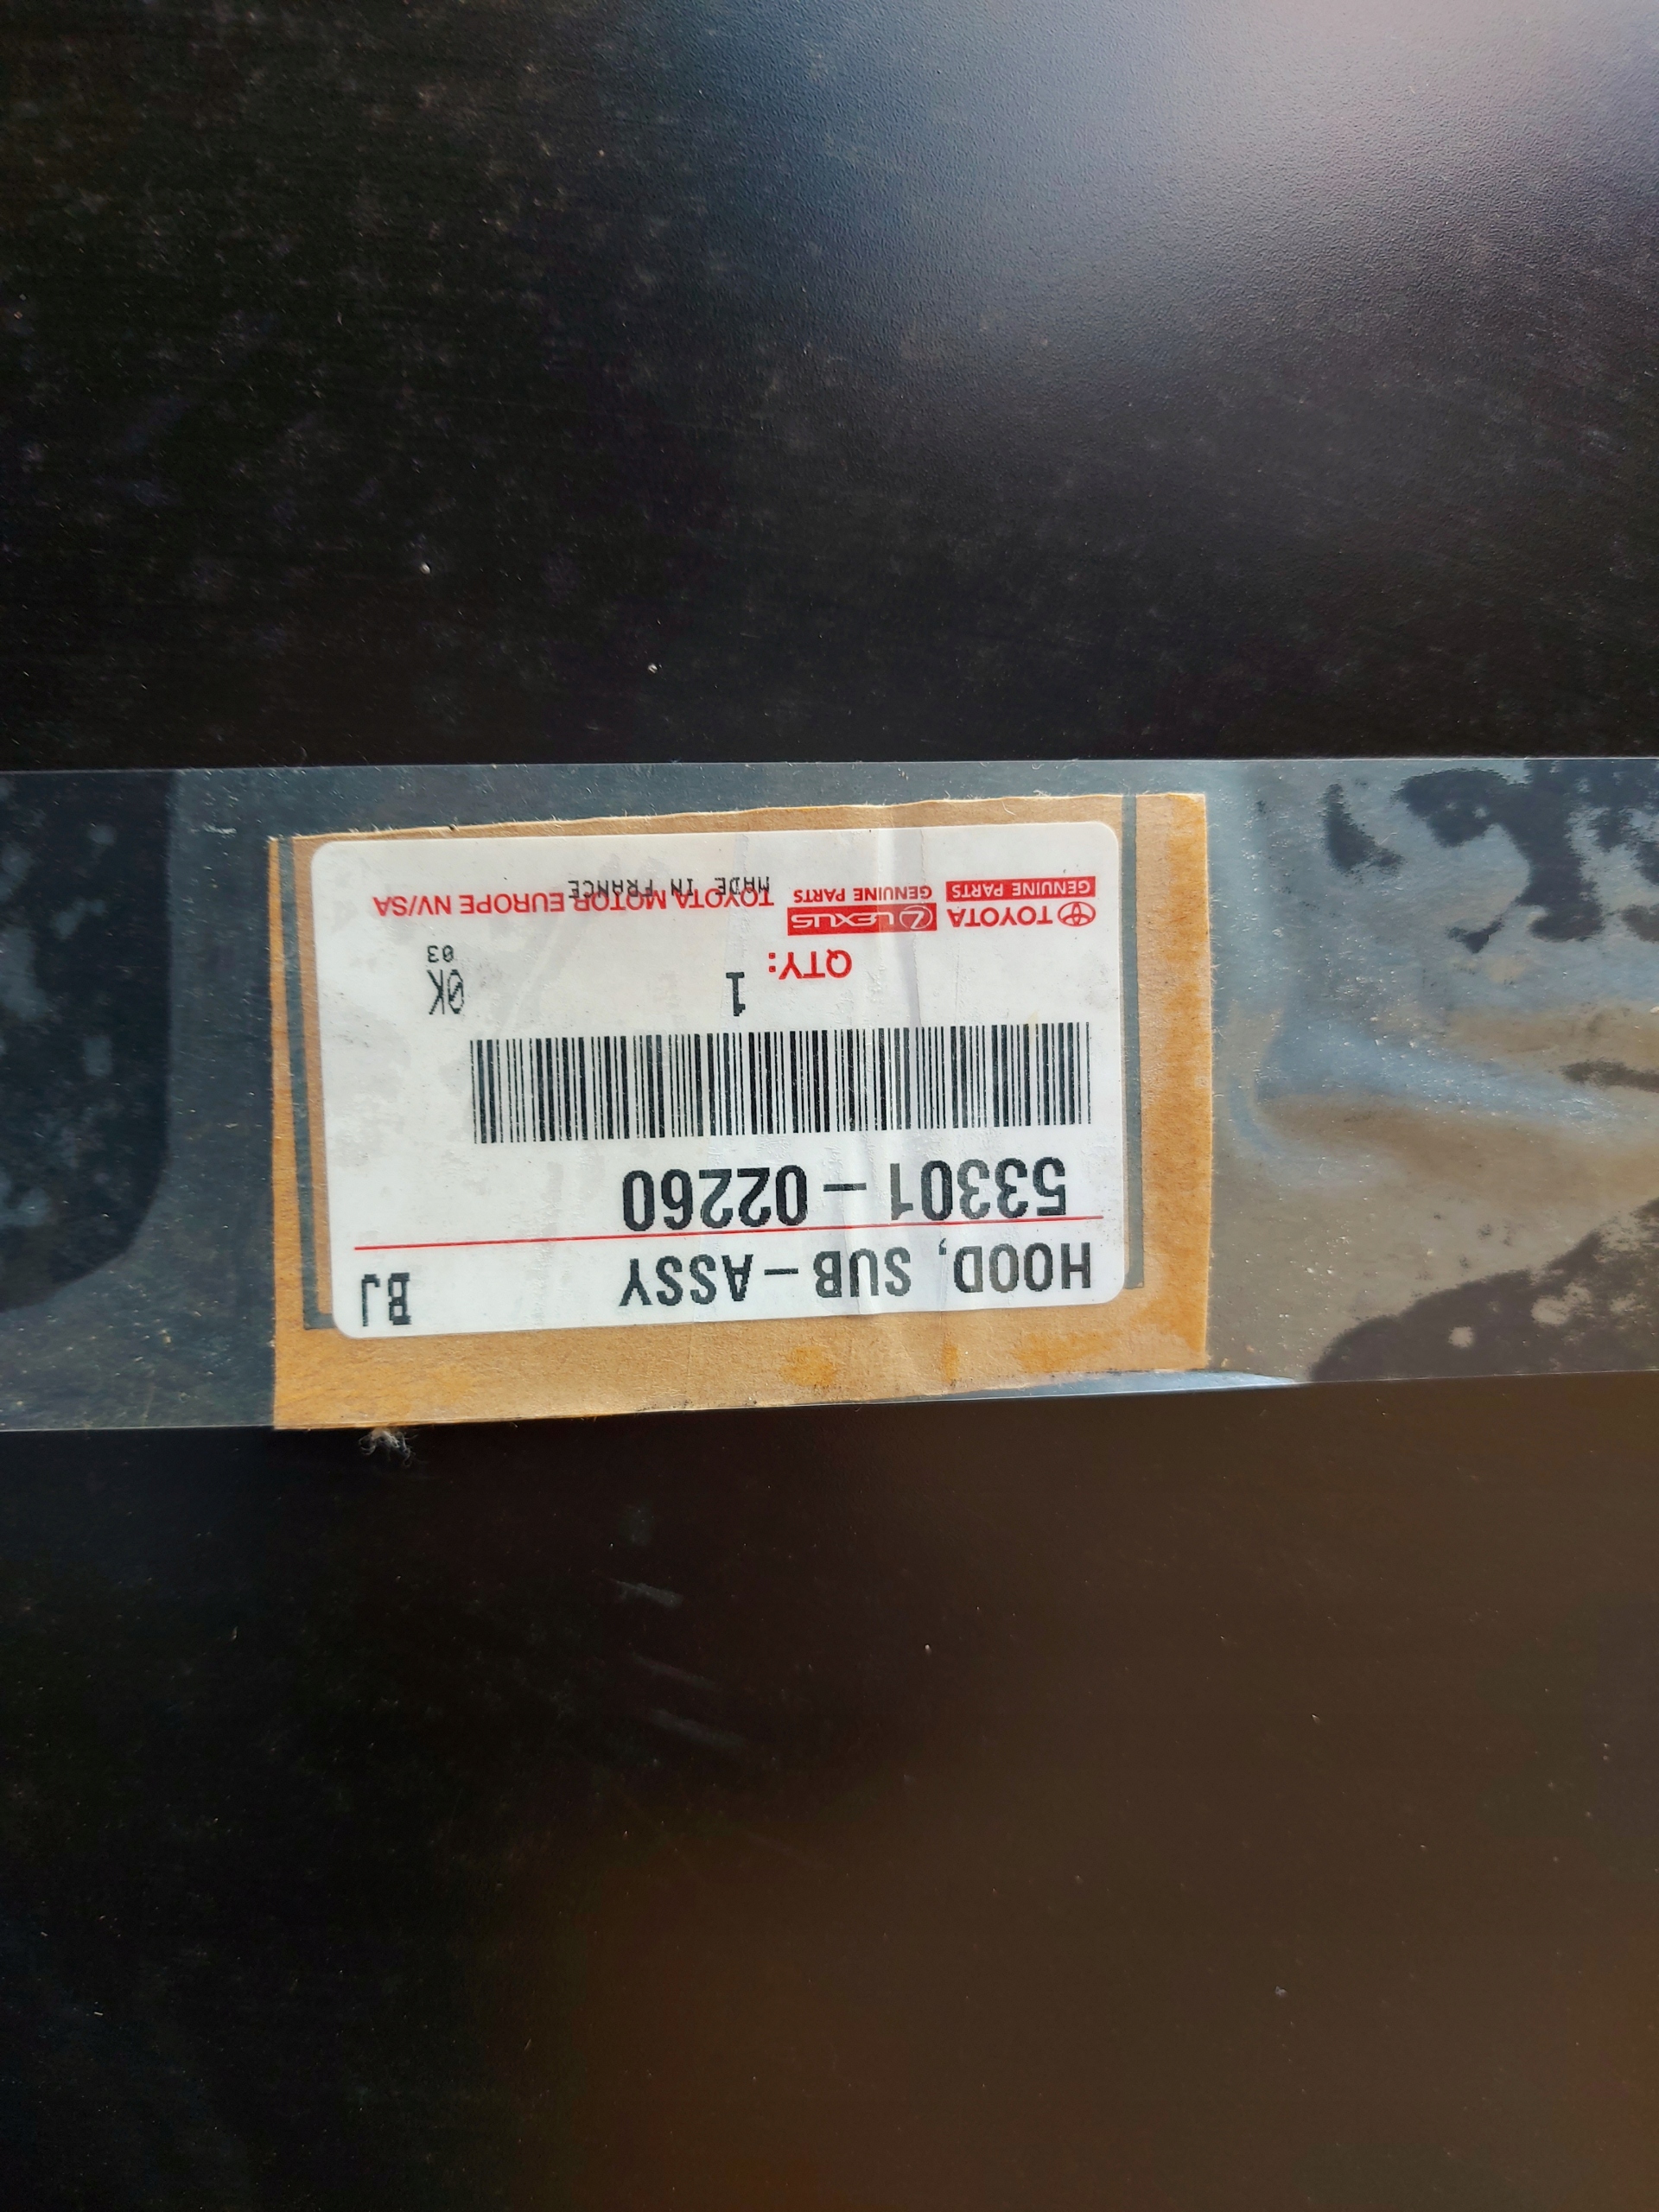 HOOD, SUB-ASSY BJ
53301-02260
QTY: 1 0K
03
TOYOTA LEXUS TOYOTA MOTOR EUROPE NV/SA
GENUINE PARTS GENUINE PARTS MADE IN FRANCE